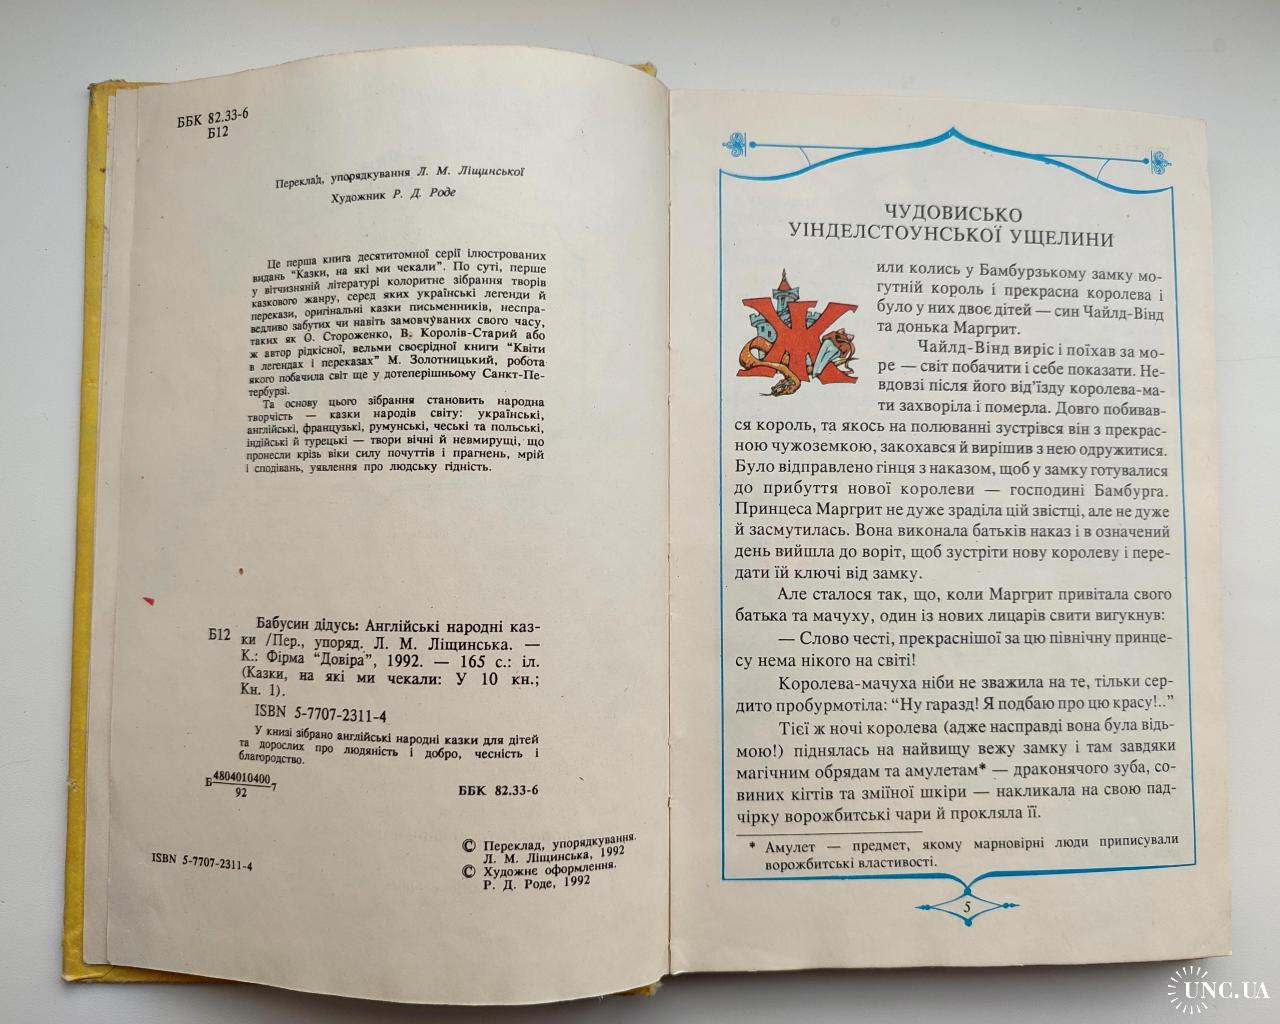 ББК 82.33-6
Б12
Переклад, упорядкування Л. М. Ліщинської
Художник Р. Д. Роде
Це перша книга десятитомної серії ілюстрованих
видань "Казки, на які ми чекали". По суті, перше
у вітчизняній літературі колоритне зібрання творів
казкового жанру, серед яких українські легенди й
перекази, оригінальні казки письменників, неспра-
ведливо забутих чи навіть замовчуваних свого часу,
таких як О. Стороженко, В. Королів-Старий або
ж автор рідкісної, вельми своєрідної книги "Квіти
в легендах і переказах" М. Золотницький, робота
якого побачила світ ще у дотеперішньому Санкт-Пе-
тербурзі.
Та основу цього зібрання становить народна
творчість — казки народів світу: українські,
англійські, французькі, румунські, чеські та польські,
індійські й турецькі — твори вічні й невмирущі, що
пронесли крізь віки силу почуттів і прагнень, мрій
і сподівань, уявлення про людську гідність.
Бабусин дідусь: Англійські народні каз-
Б12 ки /Пер., упоряд. Л. М. Ліщинська. —
К.: Фірма "Довіра", 1992. — 165 с.: іл.
(Казки, на які ми чекали: У 10 кн.;
Кн. 1).
ISBN 5-7707-2311-4
У книзі зібрано англійські народні казки для дітей
та дорослих про людяність і добро, чесність і
благородство.
Б 4804010400 7
92
ББК 82.33-6
ISBN 5-7707-2311-4
© Переклад, упорядкування.
Л. М. Ліщинська, 1992
© Художнє оформлення.
Р. Д. Роде, 1992
ЧУДОВИСЬКО
УІНДЕЛСТОУНСЬКОЇ УЩЕЛИНИ
Жили колись у Бамбурзькому замку мо-
гутній король і прекрасна королева і
було у них двоє дітей — син Чайлд-Вінд
та донька Маргрит.
Чайлд-Вінд виріс і поїхав за мо-
ре — світ побачити і себе показати. Не-
вдовзі після його від'їзду королева-ма-
ти захворіла і померла. Довго побивав-
ся король, та якось на полюванні зустрівся він з прекрас-
ною чужоземкою, закохався й вирішив з нею одружитися.
Було відправлено гінця з наказом, щоб у замку готувалися
до прибуття нової королеви — господині Бамбурга.
Принцеса Маргрит не дуже зраділа цій звістці, але не дуже
й засмутилась. Вона виконала батьків наказ і в означений
день вийшла до воріт, щоб зустріти нову королеву і пере-
дати їй ключі від замку.
Але сталося так, що, коли Маргрит привітала свого
батька та мачуху, один із нових лицарів свити вигукнув:
— Слово честі, прекраснішої за цю північну принце-
су нема нікого на світі!
Королева-мачуха ніби не зважила на те, тільки сер-
дито пробурмотіла: "Ну гаразд! Я подбаю про цю красу!.."
Тієї ж ночі королева (адже насправді вона була відь-
мою!) піднялась на найвищу вежу замку і там завдяки
магічним обрядам та амулетам* — драконячого зуба, со-
виних кігтів та зміїної шкіри — накликала на свою пад-
чірку ворожбитські чари й прокляла її.
* Амулет — предмет, якому марновірні люди приписували
ворожбитські властивості.
5
UNC.UA